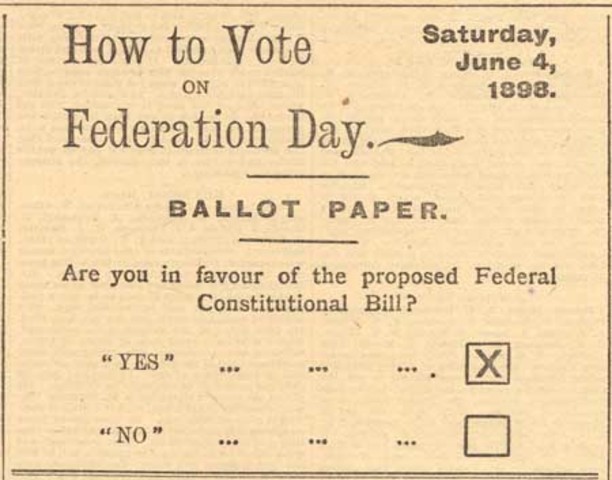 How to Vote
ON
Federation Day.
Saturday,
June 4,
1898.
BALLOT PAPER.
Are you in favour of the proposed Federal
Constitutional Bill?
"YES" ... ... ... . X
"NO" ... ... ...